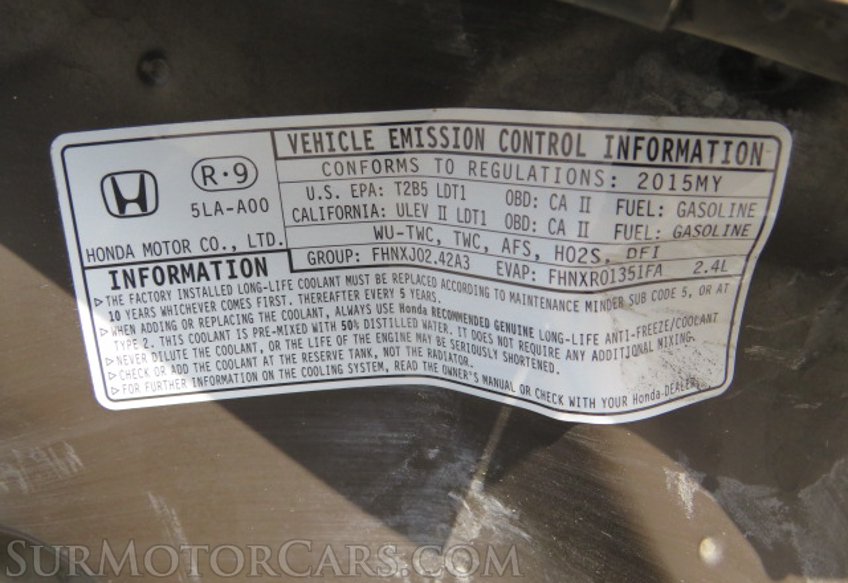 VEHICLE EMISSION CONTROL INFORMATION
CONFORMS TO REGULATIONS: 2015MY
U.S. EPA: T2B5 LDT1 OBD: CA II FUEL: GASOLINE
CALIFORNIA: ULEV II LDT1 OBD: CA II FUEL: GASOLINE
WU-TWC, TWC, AFS, HO2S, DFI
GROUP: FHNXJ02.42A3 EVAP: FHNXR01351FA 2.4L
R·9
5LA-A00
HONDA MOTOR CO., LTD.
INFORMATION
▷THE FACTORY INSTALLED LONG-LIFE COOLANT MUST BE REPLACED ACCORDING TO MAINTENANCE MINDER SUB CODE 5, OR AT
10 YEARS WHICHEVER COMES FIRST. THEREAFTER EVERY 5 YEARS.
▷WHEN ADDING OR REPLACING THE COOLANT, ALWAYS USE Honda RECOMMENDED GENUINE LONG-LIFE ANTI-FREEZE/COOLANT
TYPE 2. THIS COOLANT IS PRE-MIXED WITH 50% DISTILLED WATER. IT DOES NOT REQUIRE ANY ADDITIONAL MIXING.
▷NEVER DILUTE THE COOLANT, OR THE LIFE OF THE ENGINE MAY BE SERIOUSLY SHORTENED.
▷CHECK OR ADD THE COOLANT AT THE RESERVE TANK, NOT THE RADIATOR.
▷FOR FURTHER INFORMATION ON THE COOLING SYSTEM, READ THE OWNER'S MANUAL OR CHECK WITH YOUR Honda DEALER.
SURMOTORCARS.COM